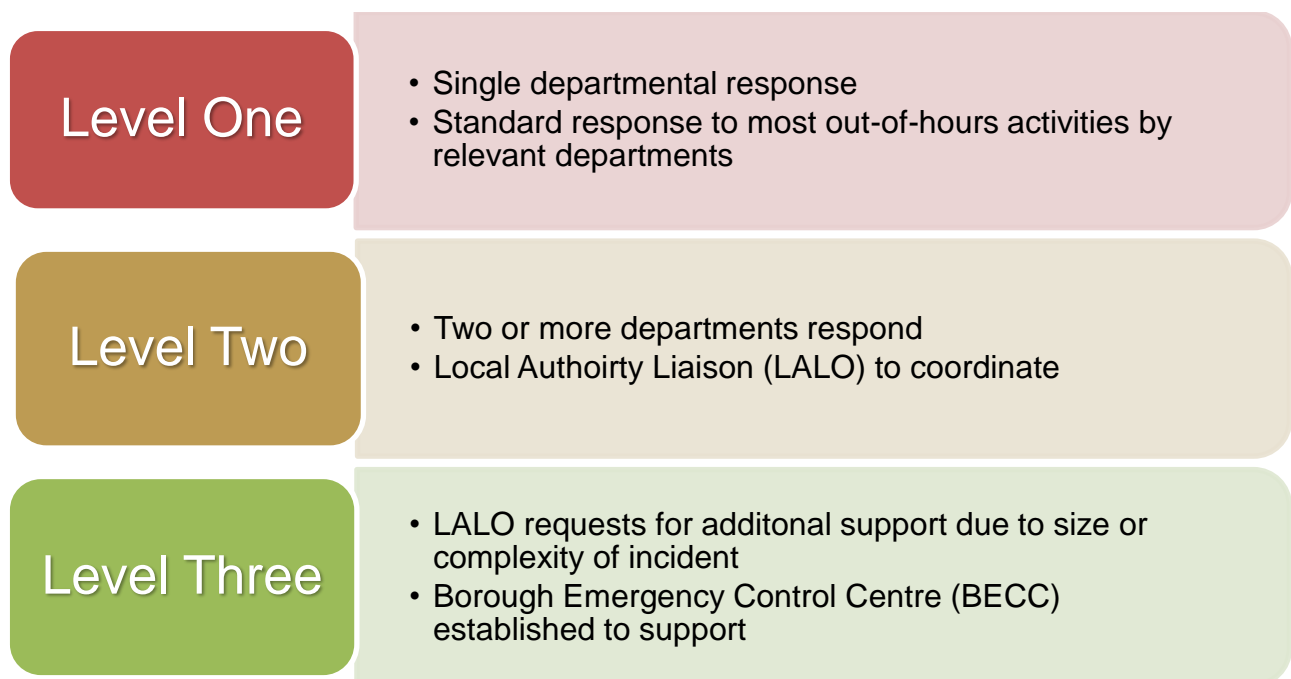 Level One
• Single departmental response
• Standard response to most out-of-hours activities by
relevant departments
Level Two
• Two or more departments respond
• Local Authoirty Liaison (LALO) to coordinate
Level Three
• LALO requests for additonal support due to size or
complexity of incident
• Borough Emergency Control Centre (BECC)
established to support